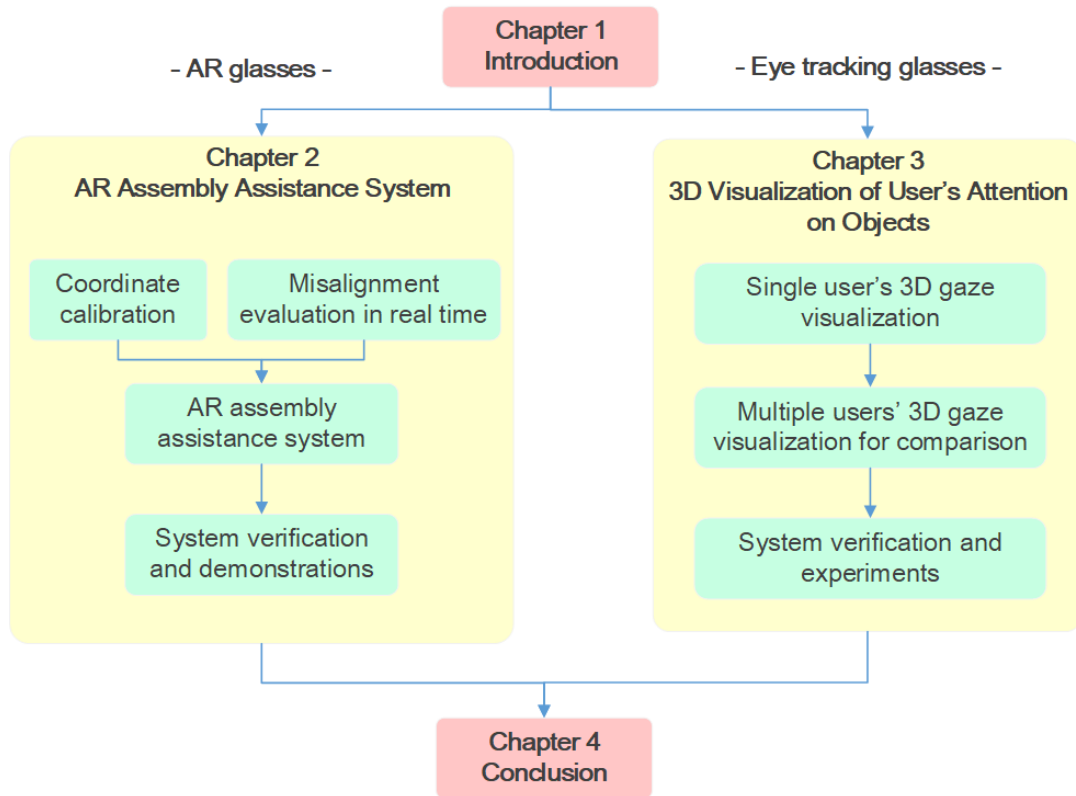 Chapter 1
Introduction
- AR glasses -
- Eye tracking glasses -
Chapter 2
AR Assembly Assistance System
Coordinate
calibration
Misalignment
evaluation in real time
AR assembly
assistance system
System verification
and demonstrations
Chapter 3
3D Visualization of User's Attention
on Objects
Single user's 3D gaze
visualization
Multiple users' 3D gaze
visualization for comparison
System verification and
experiments
Chapter 4
Conclusion